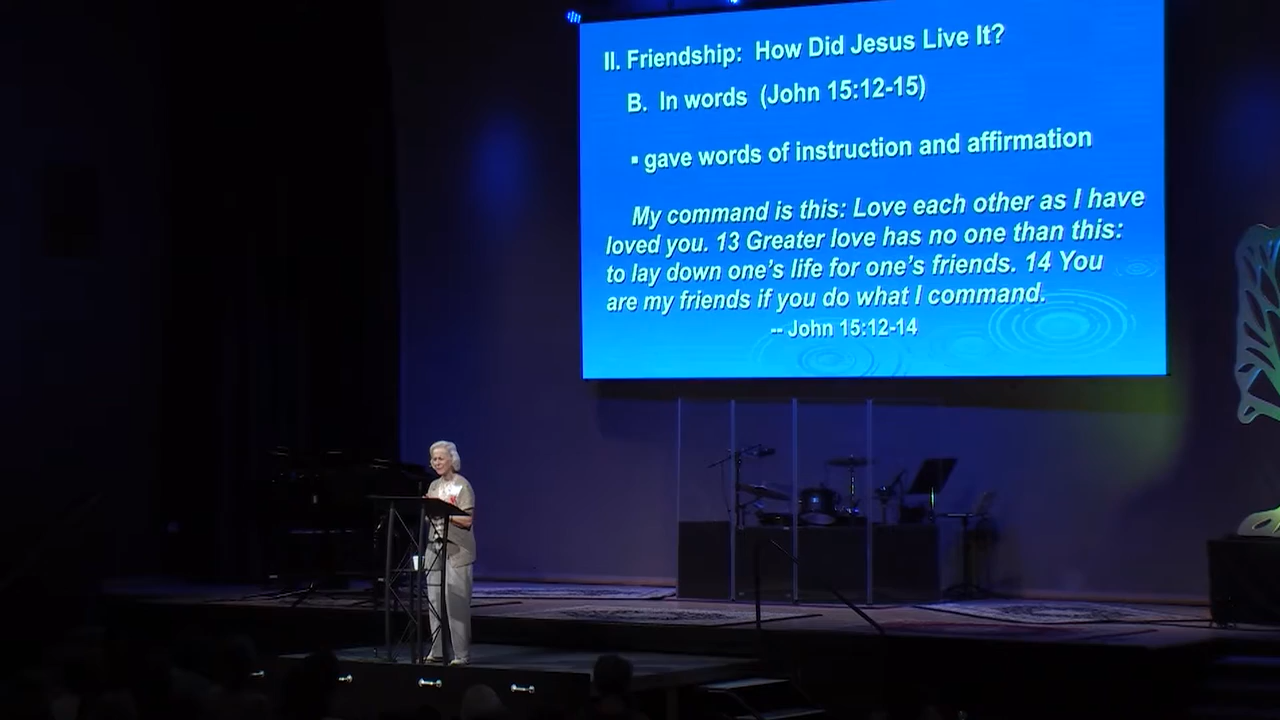 II. Friendship: How Did Jesus Live It?
B. In words (John 15:12-15)
▪ gave words of instruction and affirmation
My command is this: Love each other as I have
loved you. 13 Greater love has no one than this:
to lay down one's life for one's friends. 14 You
are my friends if you do what I command.
-- John 15:12-14